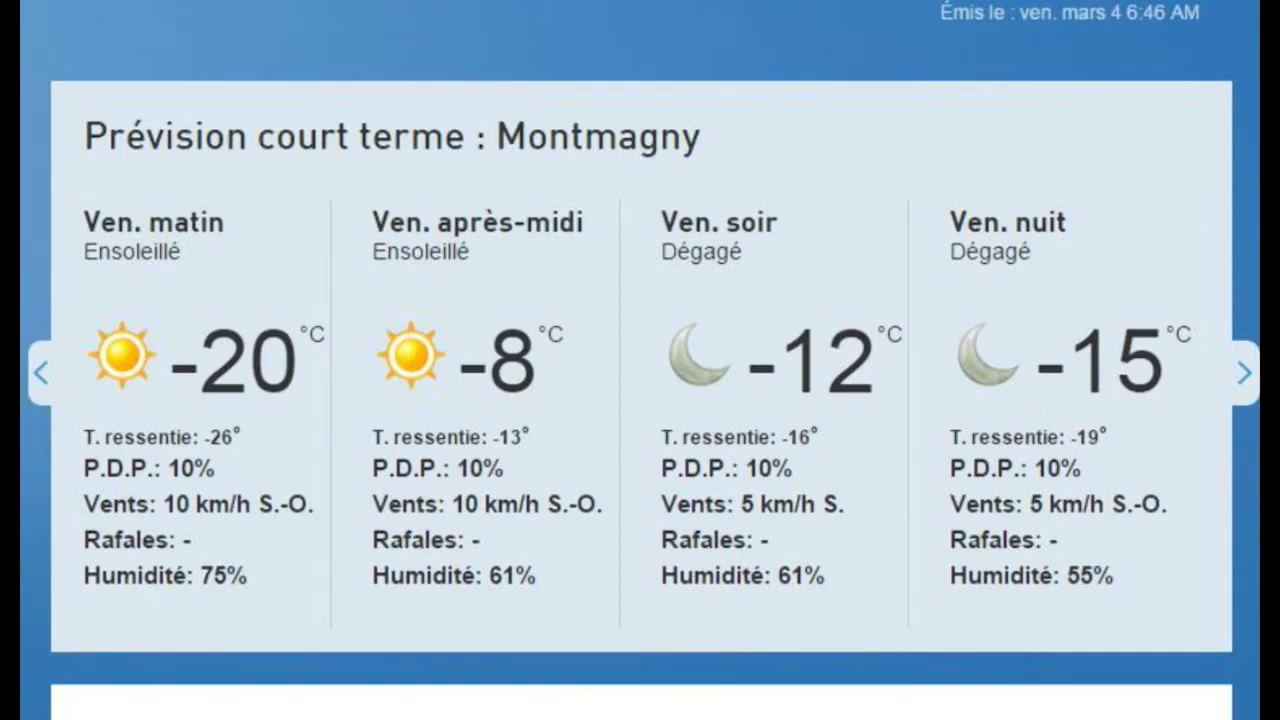 Émis le : ven. mars 4 6:46 AM
Prévision court terme : Montmagny
Ven. matin
Ensoleillé
-20 °C
T. ressentie: -26°
P.D.P.: 10%
Vents: 10 km/h S.-O.
Rafales: -
Humidité: 75%
Ven. après-midi
Ensoleillé
-8 °C
T. ressentie: -13°
P.D.P.: 10%
Vents: 10 km/h S.-O.
Rafales: -
Humidité: 61%
Ven. soir
Dégagé
-12 °C
T. ressentie: -16°
P.D.P.: 10%
Vents: 5 km/h S.
Rafales: -
Humidité: 61%
Ven. nuit
Dégagé
-15 °C
T. ressentie: -19°
P.D.P.: 10%
Vents: 5 km/h S.-O.
Rafales: -
Humidité: 55%